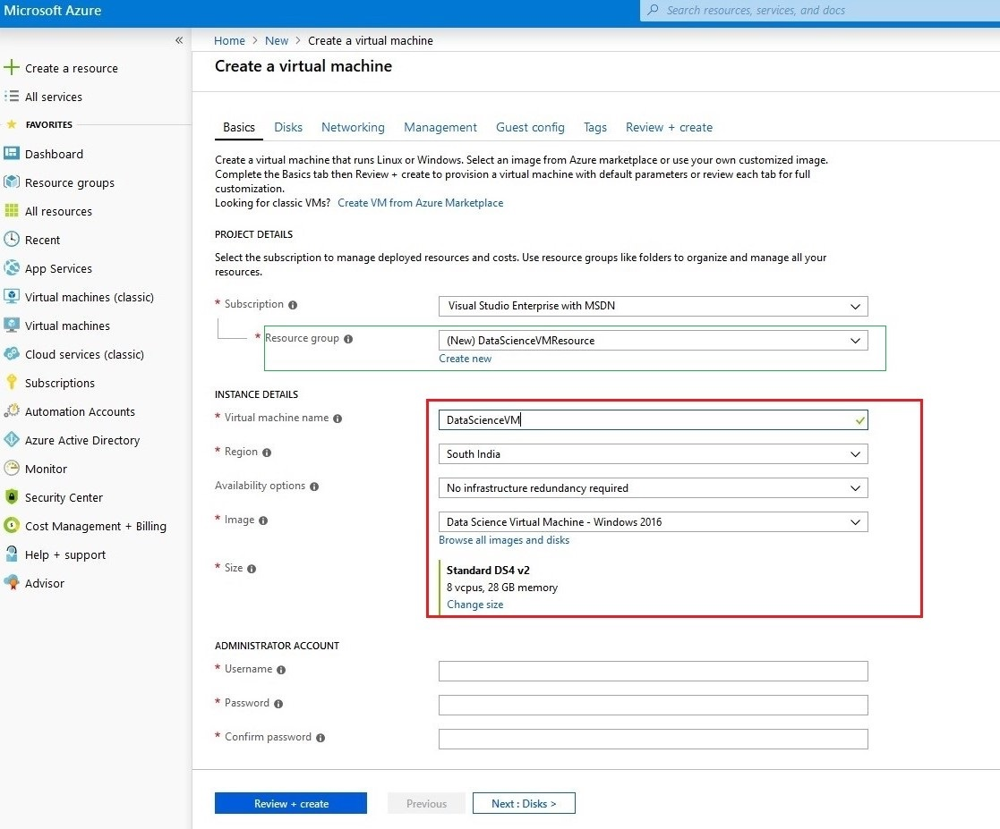 Microsoft Azure
Search resources, services, and docs
«
Create a resource
All services
FAVORITES
Dashboard
Resource groups
All resources
Recent
App Services
Virtual machines (classic)
Virtual machines
Cloud services (classic)
Subscriptions
Automation Accounts
Azure Active Directory
Monitor
Security Center
Cost Management + Billing
Help + support
Advisor
Home > New > Create a virtual machine
Create a virtual machine
Basics Disks Networking Management Guest config Tags Review + create
Create a virtual machine that runs Linux or Windows. Select an image from Azure marketplace or use your own customized image.
Complete the Basics tab then Review + create to provision a virtual machine with default parameters or review each tab for full
customization.
Looking for classic VMs? Create VM from Azure Marketplace
PROJECT DETAILS
Select the subscription to manage deployed resources and costs. Use resource groups like folders to organize and manage all your
resources.
* Subscription Visual Studio Enterprise with MSDN
* Resource group (New) DataScienceVMResource
Create new
INSTANCE DETAILS
* Virtual machine name DataScienceVM
* Region South India
Availability options No infrastructure redundancy required
* Image Data Science Virtual Machine - Windows 2016
Browse all images and disks
* Size Standard DS4 v2
8 vcpus, 28 GB memory
Change size
ADMINISTRATOR ACCOUNT
* Username
* Password
* Confirm password
Review + create Previous Next : Disks >